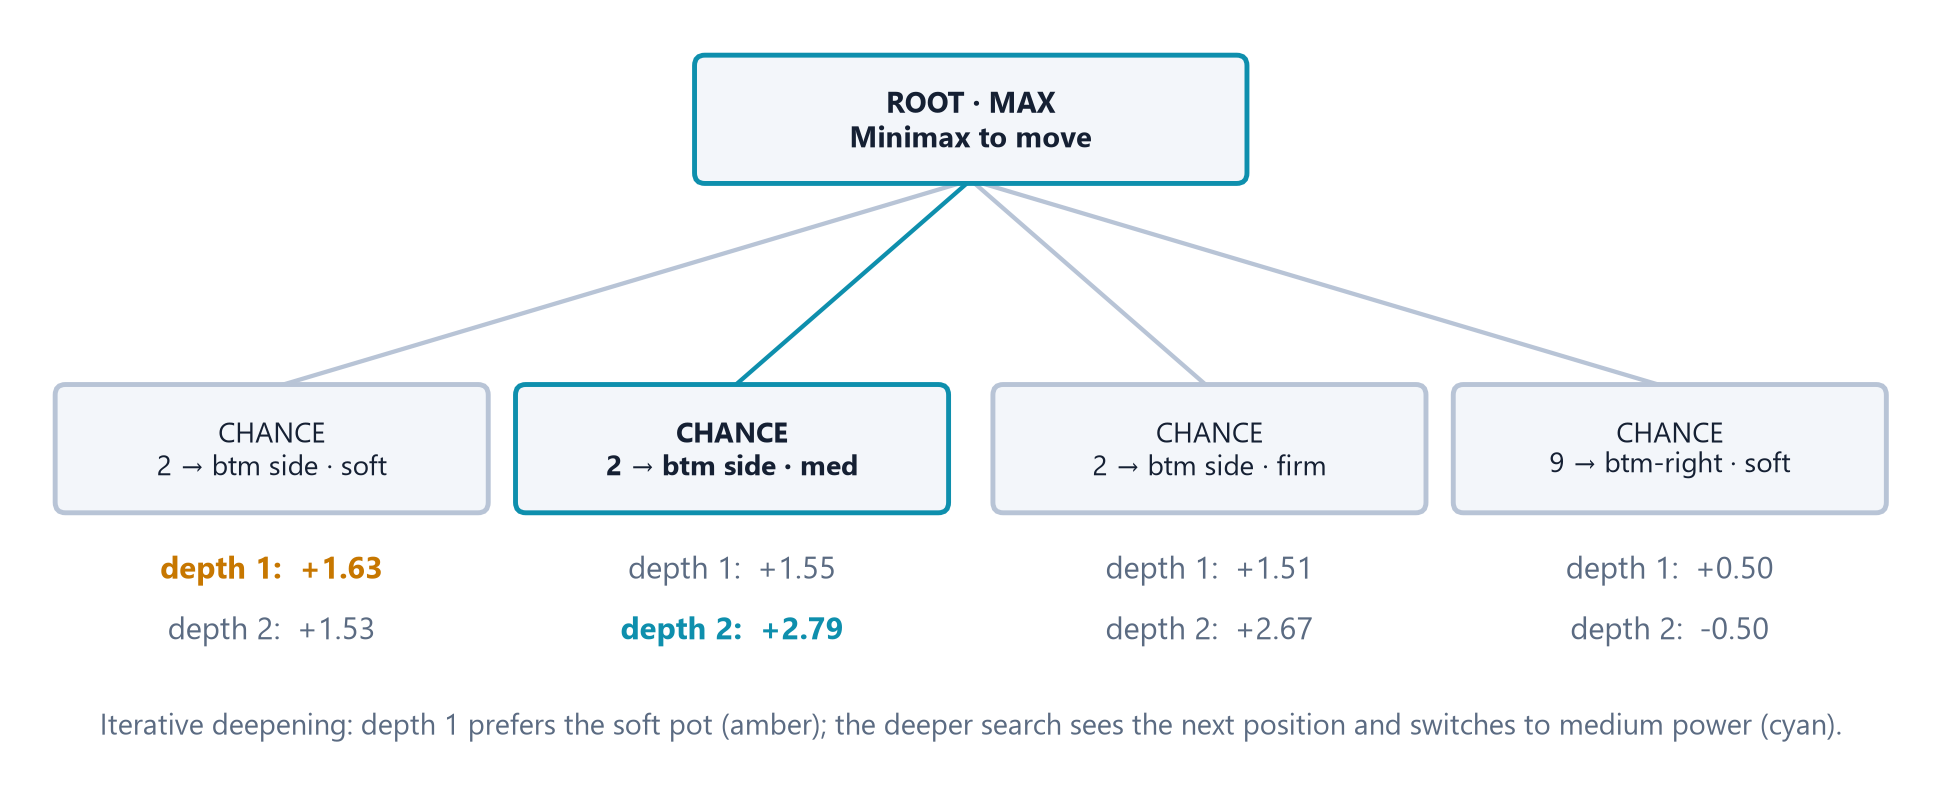 ROOT · MAX
Minimax to move
CHANCE
2 → btm side · soft
CHANCE
2 → btm side · med
CHANCE
2 → btm side · firm
CHANCE
9 → btm-right · soft
depth 1: +1.63
depth 1: +1.55
depth 1: +1.51
depth 1: +0.50
depth 2: +1.53
depth 2: +2.79
depth 2: +2.67
depth 2: -0.50
Iterative deepening: depth 1 prefers the soft pot (amber); the deeper search sees the next position and switches to medium power (cyan).